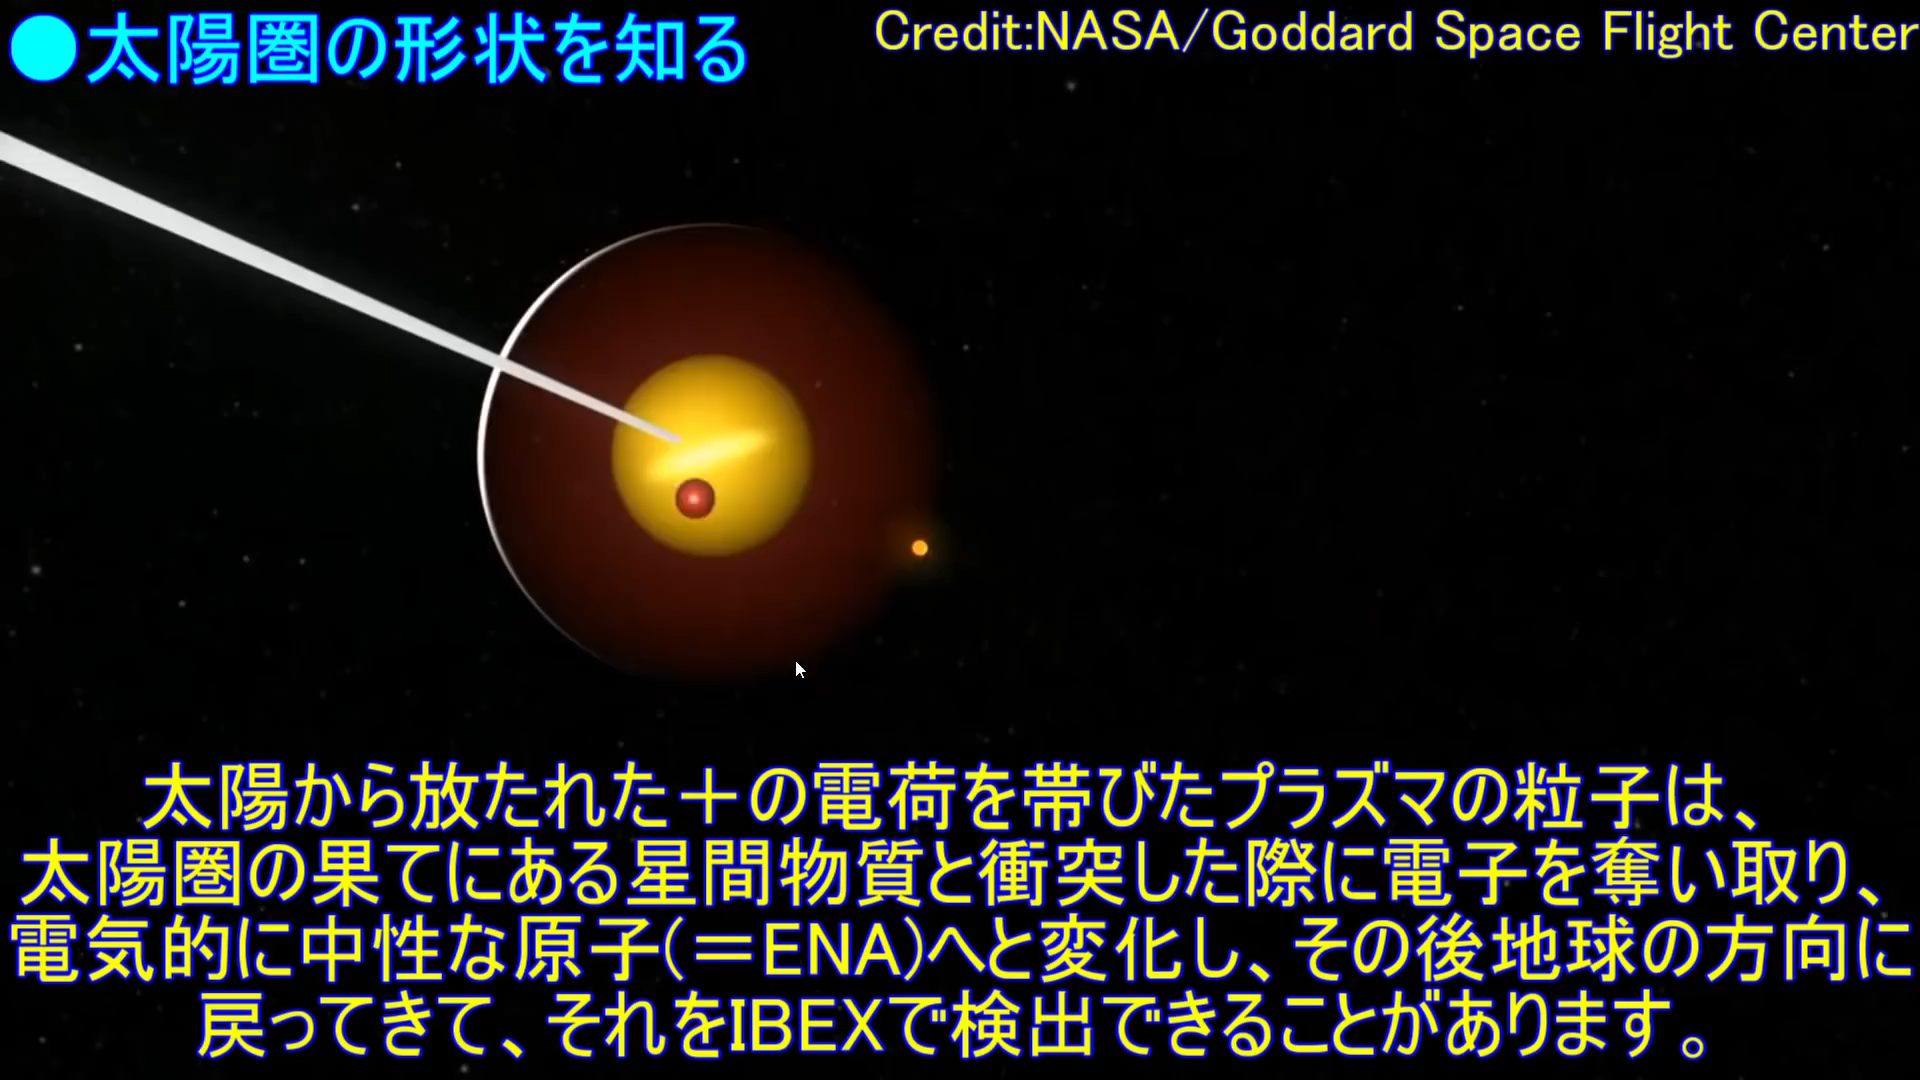 ●太陽圏の形状を知る
Credit:NASA/Goddard Space Flight Center
太陽から放たれた＋の電荷を帯びたプラズマの粒子は、
太陽圏の果てにある星間物質と衝突した際に電子を奪い取り、
電気的に中性な原子(＝ENA)へと変化し、その後地球の方向に
戻ってきて、それをIBEXで検出できることがあります。